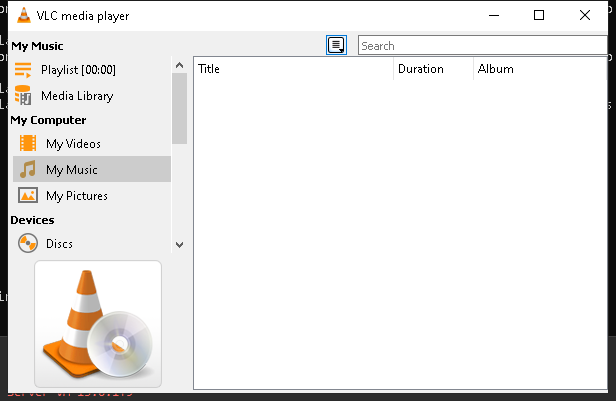 VLC media player
My Music
Search
Playlist [00:00]
Media Library
My Computer
My Videos
My Music
My Pictures
Devices
Discs
Title Duration Album